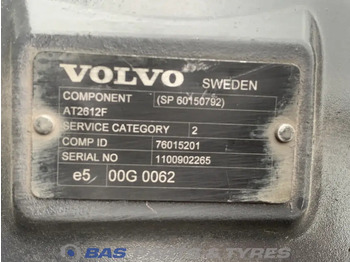 VOLVO SWEDEN
COMPONENT (SP 60150792)
AT2612F
SERVICE CATEGORY 2
COMP ID 76015201
SERIAL NO 1100902265
e5 00G 0062
BAS TYRES